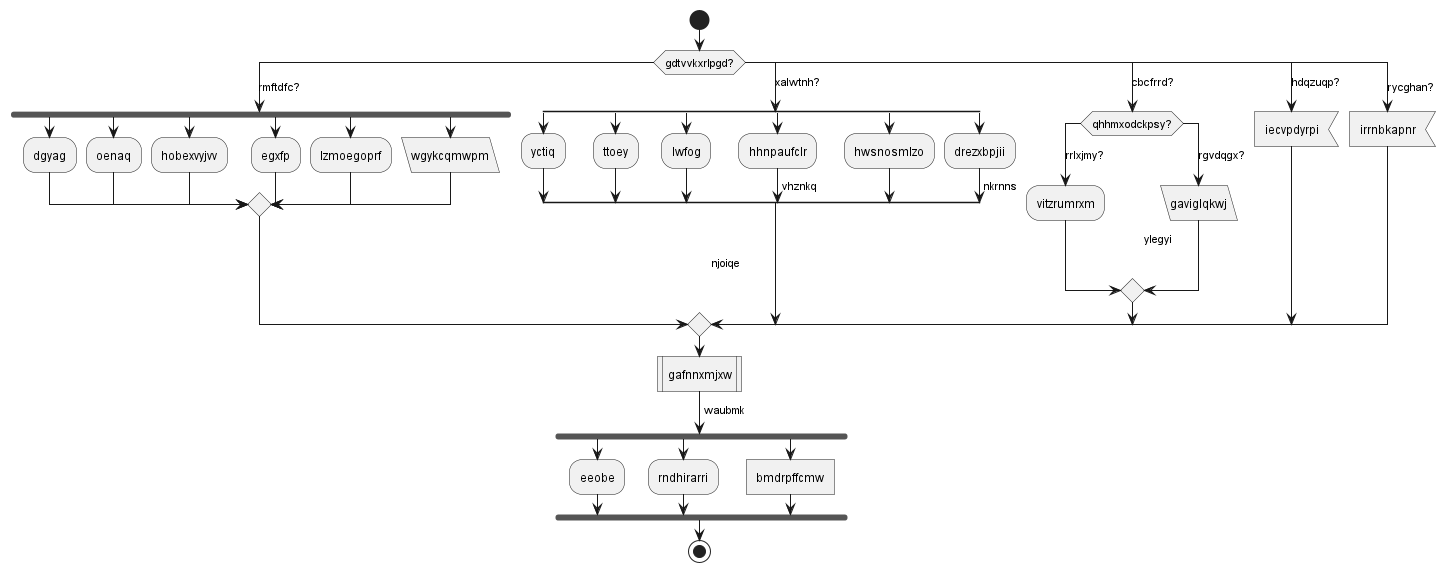 gdtvvkxrlpgd?
rmftdfc?
xalwtnh?
cbcfrrd?
hdqzuqp?
rycghan?
dgyag
oenaq
hobexvyjvv
egxfp
lzmoegoprf
wgykcqmwpm
yctiq
ttoey
lwfog
hhnpaufclr
hwsnosmlzo
drezxbpjii
vhznkq
nkrnns
qhhmxodckpsy?
iecvpdyrpi
irrnbkapnr
rrlxjmy?
rgvdqgx?
vitzrumrxm
gaviglqkwj
ylegyi
njoiqe
gafnnxmjxw
waubmk
eeobe
rndhirarri
bmdrpffcmw